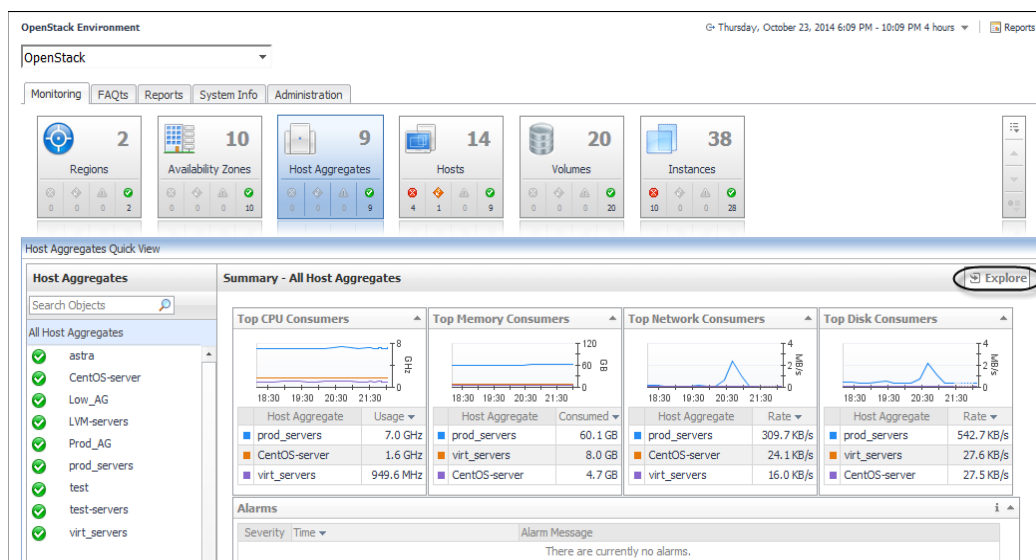 OpenStack Environment
Thursday, October 23, 2014 6:09 PM - 10:09 PM 4 hours
Reports
OpenStack
Monitoring FAQts Reports System Info Administration
2 10 9 14 20 38
Regions Availability Zones Host Aggregates Hosts Volumes Instances
0 0 0 2 0 0 0 10 0 0 0 9 4 1 0 9 0 0 0 20 10 0 0 28
Host Aggregates Quick View
Host Aggregates
Search Objects
All Host Aggregates
astra
CentOS-server
Low_AG
LVM-servers
Prod_AG
prod_servers
test
test-servers
virt_servers
Summary - All Host Aggregates
Explore
Top CPU Consumers
8
GHz
0
18:30 19:30 20:30 21:30
Host Aggregate Usage
prod_servers 7.0 GHz
CentOS-server 1.6 GHz
virt_servers 949.6 MHz
Top Memory Consumers
120
60
GB
0
18:30 19:30 20:30 21:30
Host Aggregate Consumed
prod_servers 60.1 GB
virt_servers 8.0 GB
CentOS-server 4.7 GB
Top Network Consumers
4
2
MB/s
0
18:30 19:30 20:30 21:30
Host Aggregate Rate
prod_servers 309.7 KB/s
CentOS-server 24.1 KB/s
virt_servers 16.0 KB/s
Top Disk Consumers
4
2
MB/s
0
18:30 19:30 20:30 21:30
Host Aggregate Rate
prod_servers 542.7 KB/s
virt_servers 27.6 KB/s
CentOS-server 27.5 KB/s
Alarms
i
Severity Time Alarm Message
There are currently no alarms.